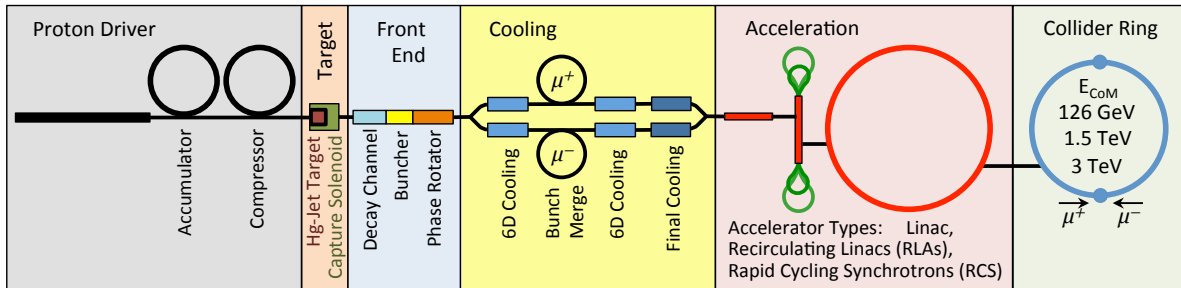 Proton Driver
Accumulator
Compressor
Target
Hg-Jet Target
Capture Solenoid
Front
End
Decay Channel
Buncher
Phase Rotator
Cooling
μ+
μ−
6D Cooling
Bunch
Merge
6D Cooling
Final Cooling
Acceleration
Accelerator Types: Linac,
Recirculating Linacs (RLAs),
Rapid Cycling Synchrotrons (RCS)
Collider Ring
ECoM
126 GeV
1.5 TeV
3 TeV
μ+ μ−